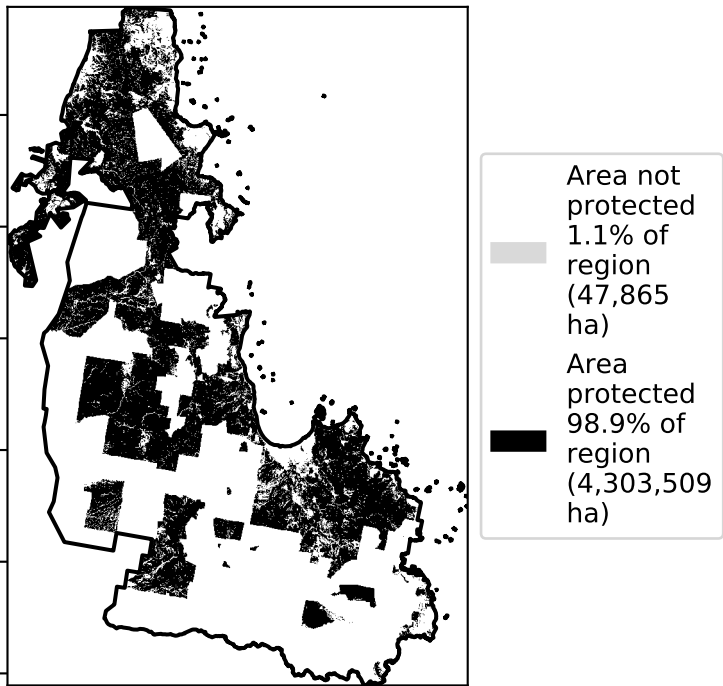 Area not
protected
1.1% of
region
(47,865
ha)
Area
protected
98.9% of
region
(4,303,509
ha)